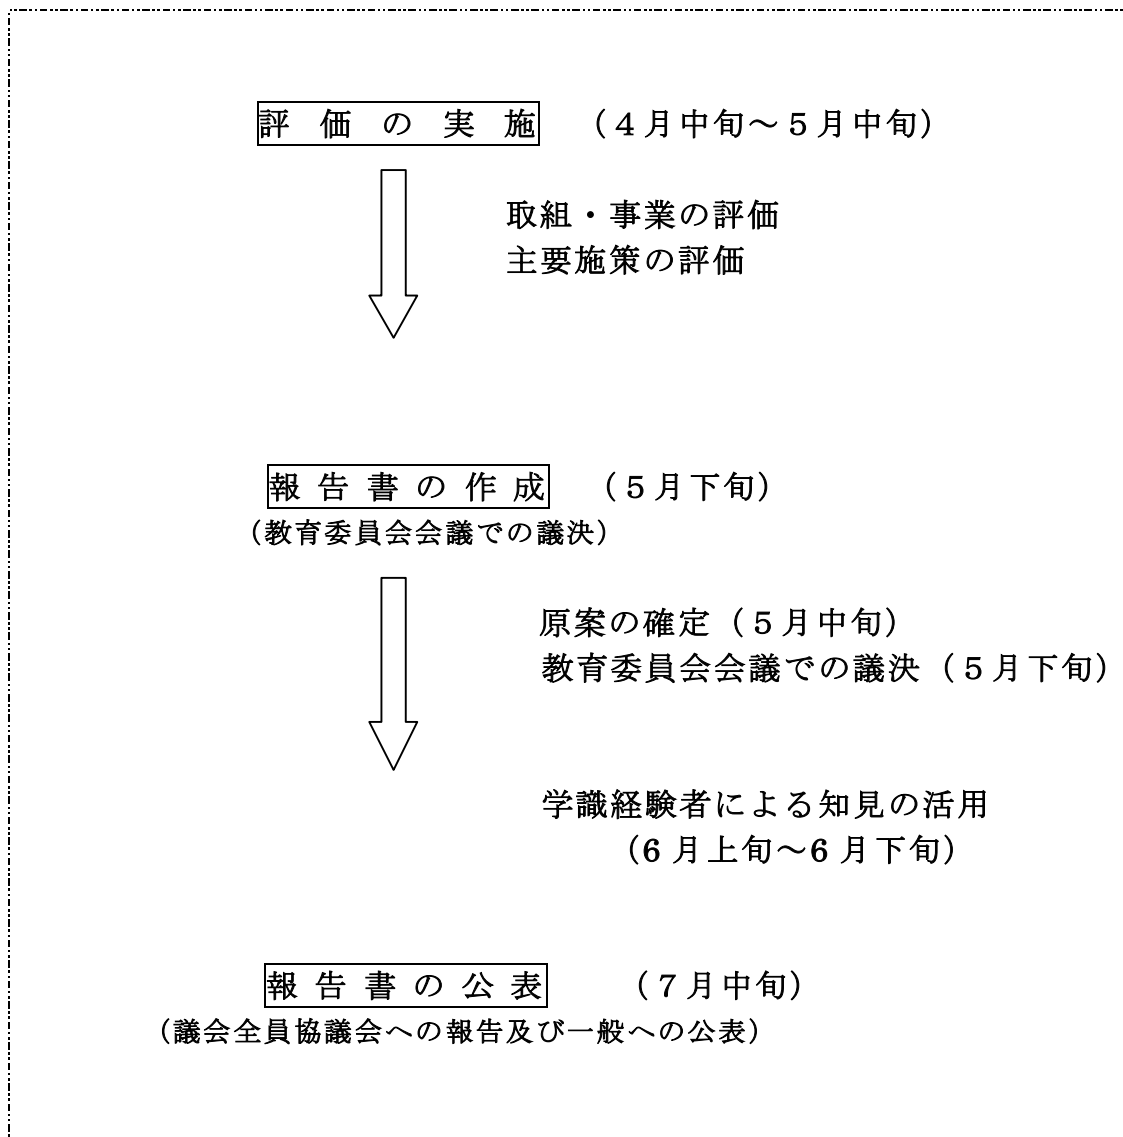 評価の実施 （４月中旬～５月中旬）
取組・事業の評価
主要施策の評価
報告書の作成 （５月下旬）
（教育委員会会議での議決）
原案の確定（５月中旬）
教育委員会会議での議決（５月下旬）
学識経験者による知見の活用
（6 月上旬～6 月下旬）
報告書の公表 （７月中旬）
（議会全員協議会への報告及び一般への公表）